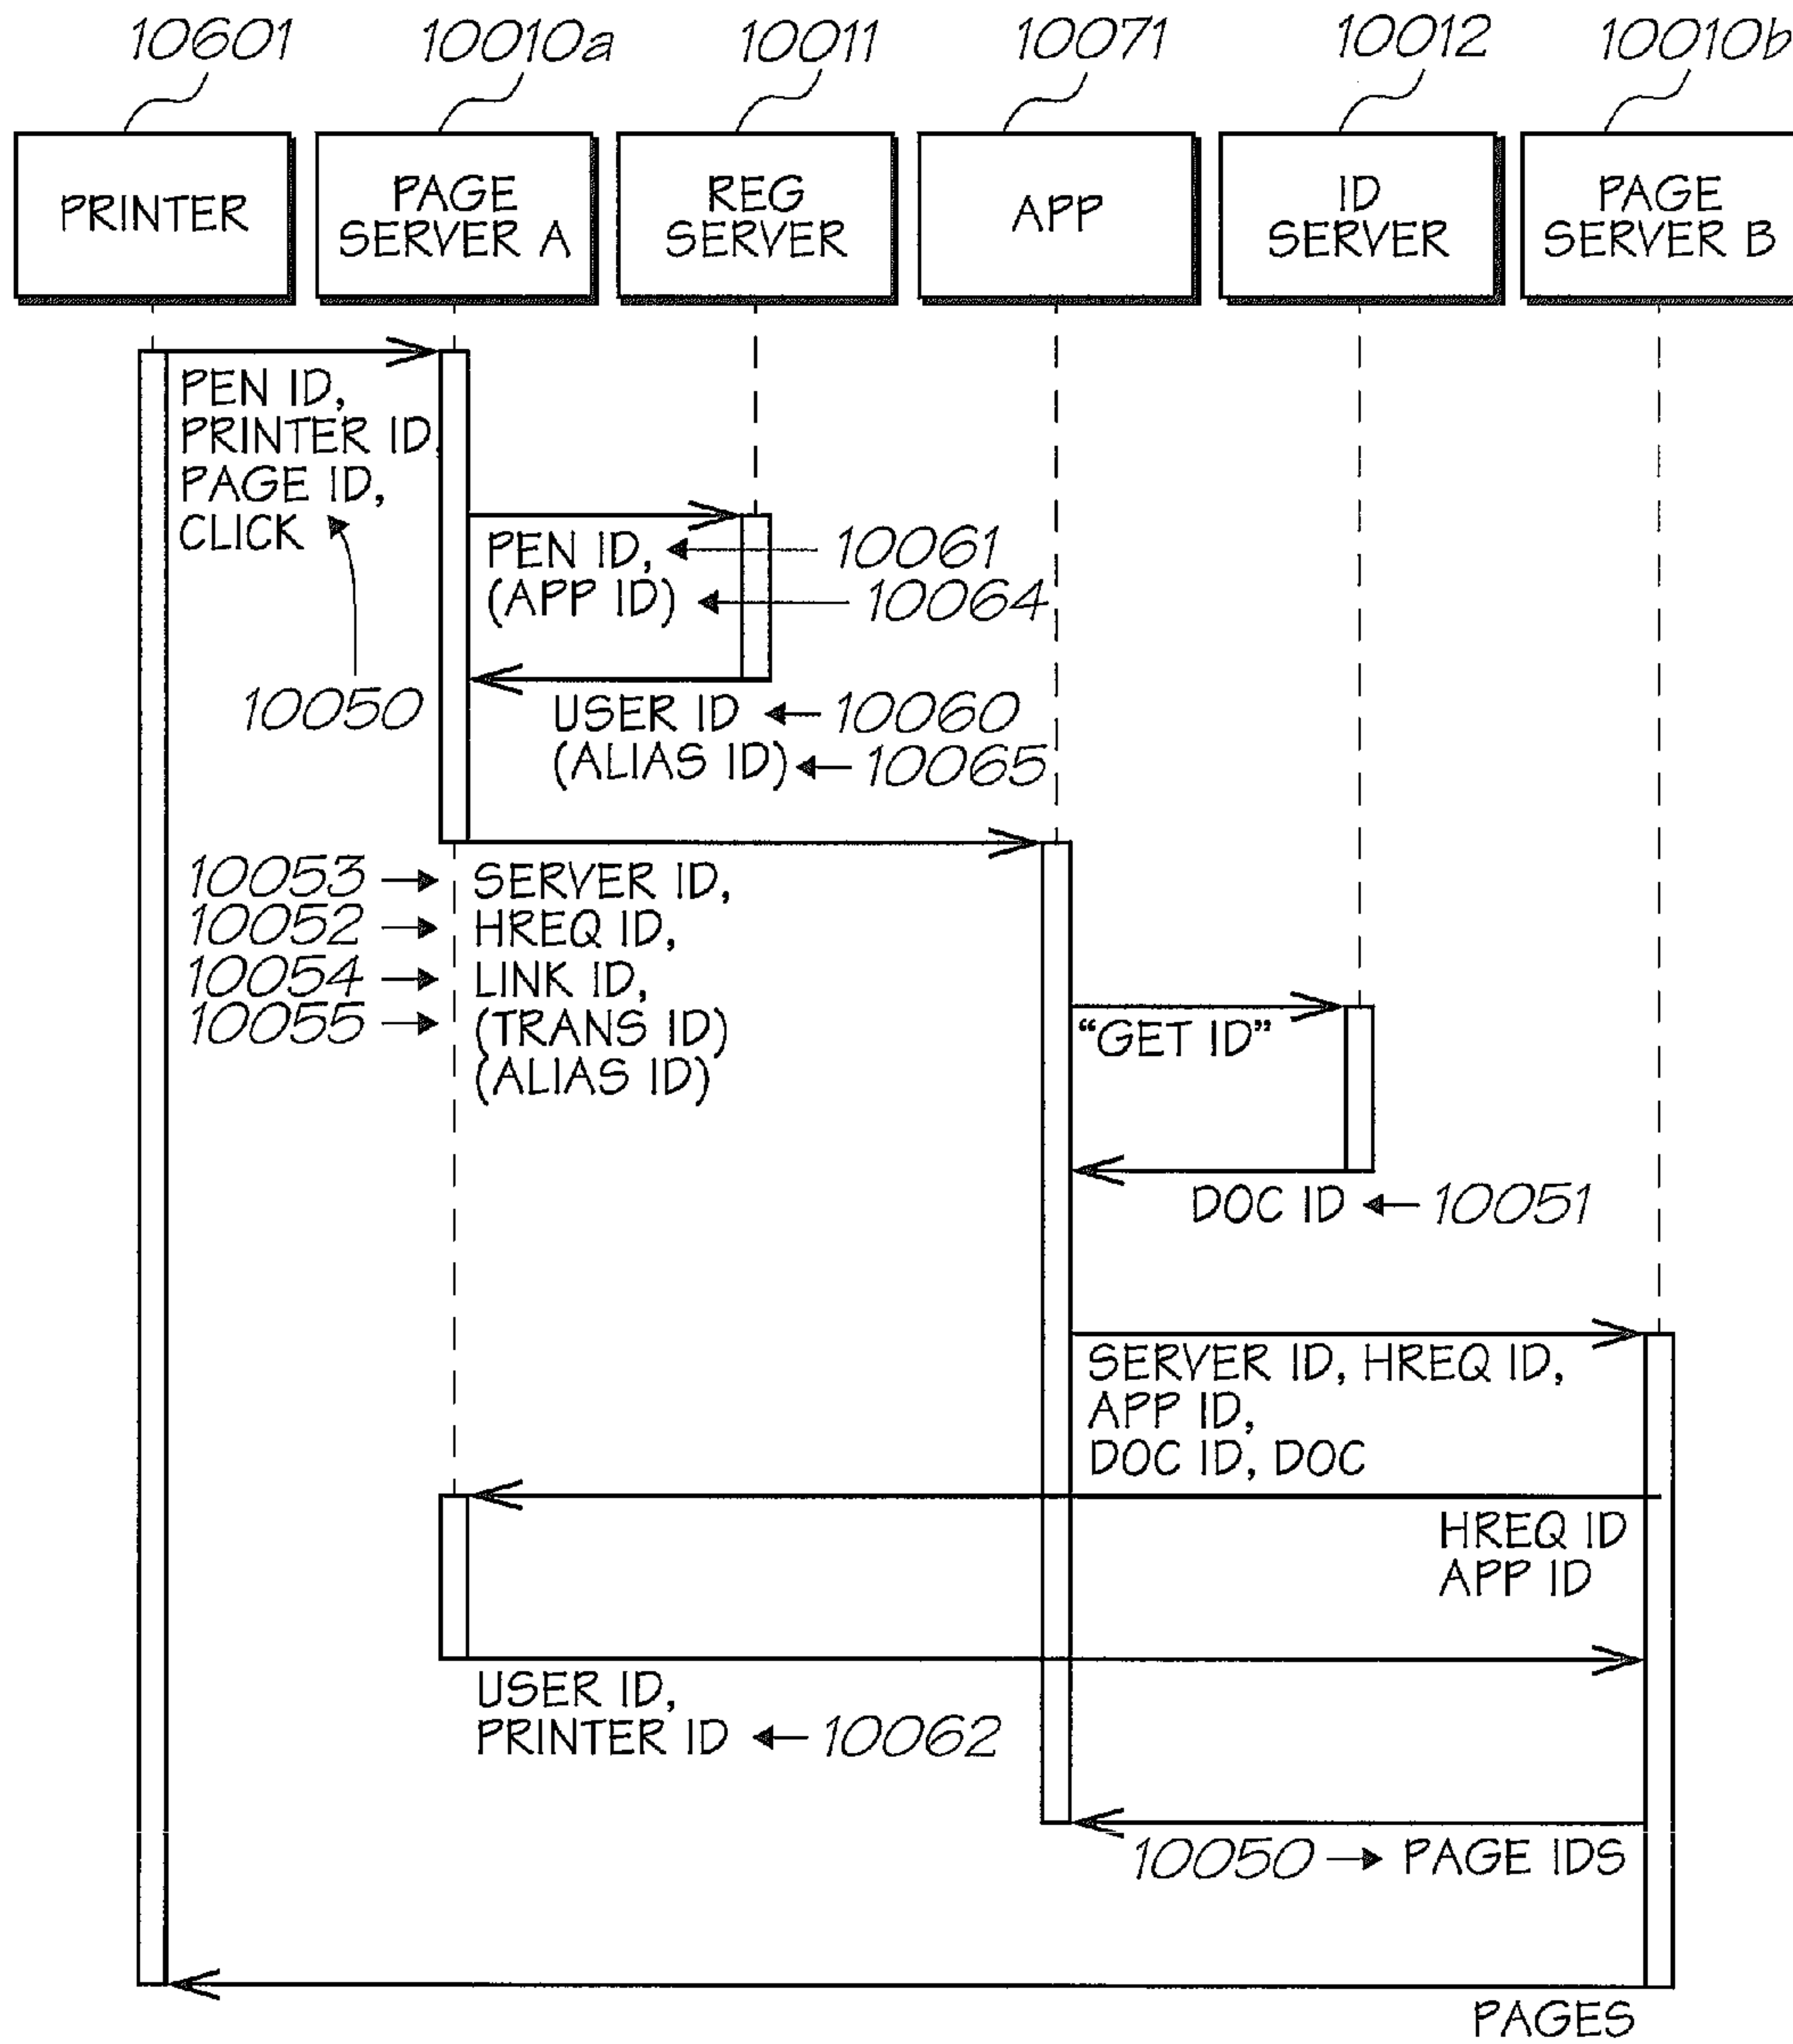 10601
10010a
10011
10071
10012
10010b
PRINTER
PAGE
SERVER A
REG
SERVER
APP
ID
SERVER
PAGE
SERVER B
PEN ID,
PRINTER ID,
PAGE ID,
CLICK
10050
PEN ID,
(APP ID)
10061
10064
USER ID
(ALIAS ID)
10060
10065
10053
10052
10054
10055
SERVER ID,
HREQ ID,
LINK ID,
(TRANS ID)
(ALIAS ID)
“GET ID”
DOC ID
10051
SERVER ID, HREQ ID,
APP ID,
DOC ID, DOC
HREQ ID
APP ID
USER ID,
PRINTER ID
10062
10050
PAGE IDS
PAGES